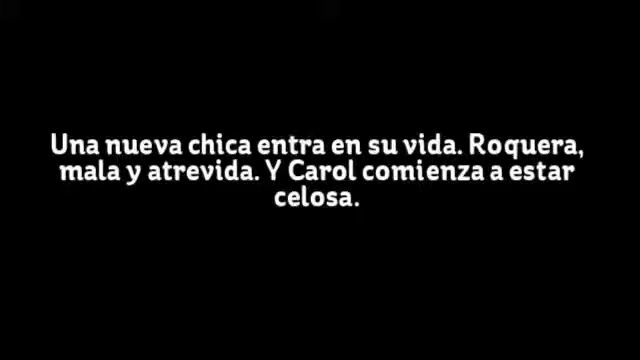 Una nueva chica entra en su vida. Roquera,
mala y atrevida. Y Carol comienza a estar
celosa.